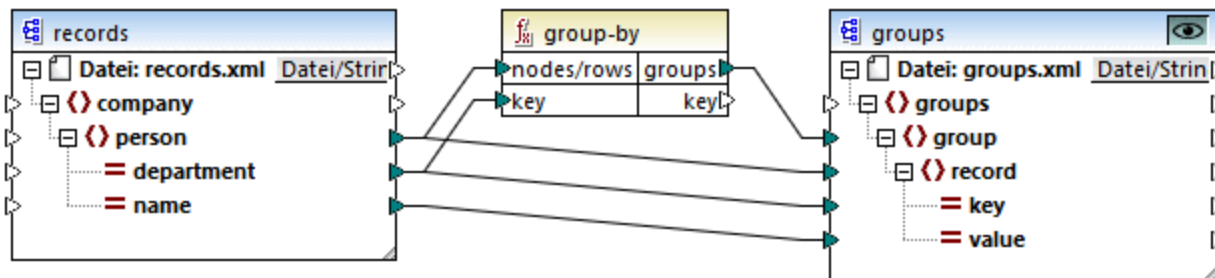 records
Datei: records.xml Datei/Strin
company
person
department
name
group-by
nodes/rows groups
key key
groups
Datei: groups.xml Datei/Strin
groups
group
record
key
value